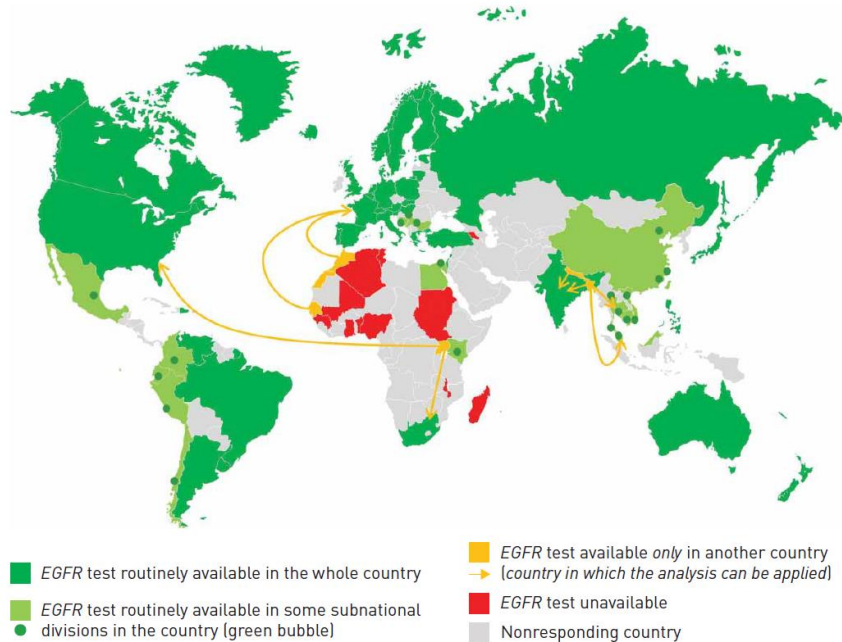 EGFR test routinely available in the whole country
EGFR test routinely available in some subnational
divisions in the country (green bubble)
EGFR test available only in another country
(country in which the analysis can be applied)
EGFR test unavailable
Nonresponding country